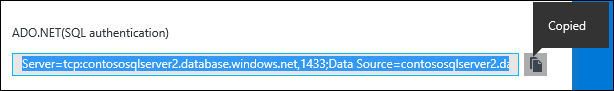 Copied
ADO.NET(SQL authentication)
Server=tcp:contososqlserver2.database.windows.net,1433;Data Source=contososqlserver2.da